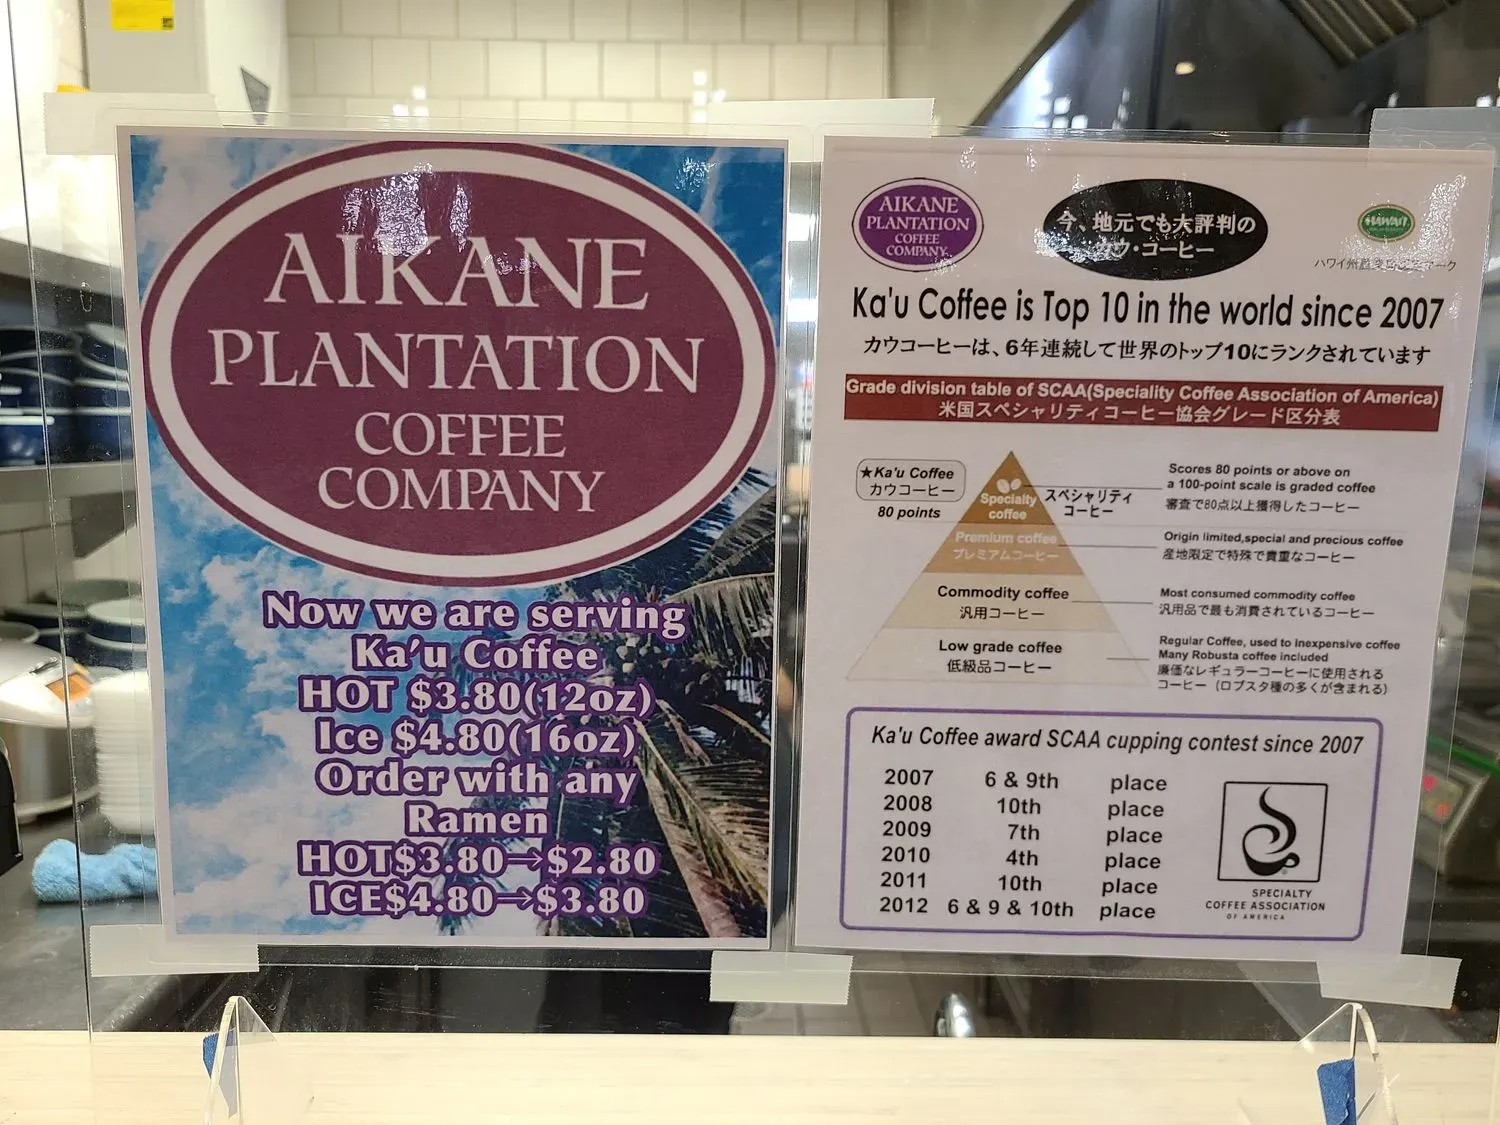 AIKANE
PLANTATION
COFFEE
COMPANY
Now we are serving
Ka'u Coffee
HOT $3.80(12oz)
Ice $4.80(16oz)
Order with any
Ramen
HOT$3.80→$2.80
ICE$4.80→$3.80
AIKANE
PLANTATION
COFFEE
COMPANY
今、地元でも大評判の
カウ・コーヒー
HAWAII
ハワイ州
マーク
Ka'u Coffee is Top 10 in the world since 2007
カウコーヒーは、6年連続して世界のトップ10にランクされています
Grade division table of SCAA(Speciality Coffee Association of America)
米国スペシャリティコーヒー協会グレード区分表
★Ka'u Coffee
カウコーヒー
80 points
Specialty
coffee
スペシャリティ
コーヒー
Scores 80 points or above on
a 100-point scale is graded coffee
審査で80点以上獲得したコーヒー
Premium coffee
プレミアムコーヒー
Origin limited,special and precious coffee
産地限定で特殊で貴重なコーヒー
Commodity coffee
汎用コーヒー
Most consumed commodity coffee
汎用品で最も消費されているコーヒー
Low grade coffee
低級品コーヒー
Regular Coffee, used to inexpensive coffee
Many Robusta coffee included
廉価なレギュラーコーヒーに使用される
コーヒー（ロブスタ種の多くが含まれる）
Ka'u Coffee award SCAA cupping contest since 2007
2007 6 & 9th place
2008 10th place
2009 7th place
2010 4th place
2011 10th place
2012 6 & 9 & 10th place
SPECIALTY
COFFEE ASSOCIATION
OF AMERICA